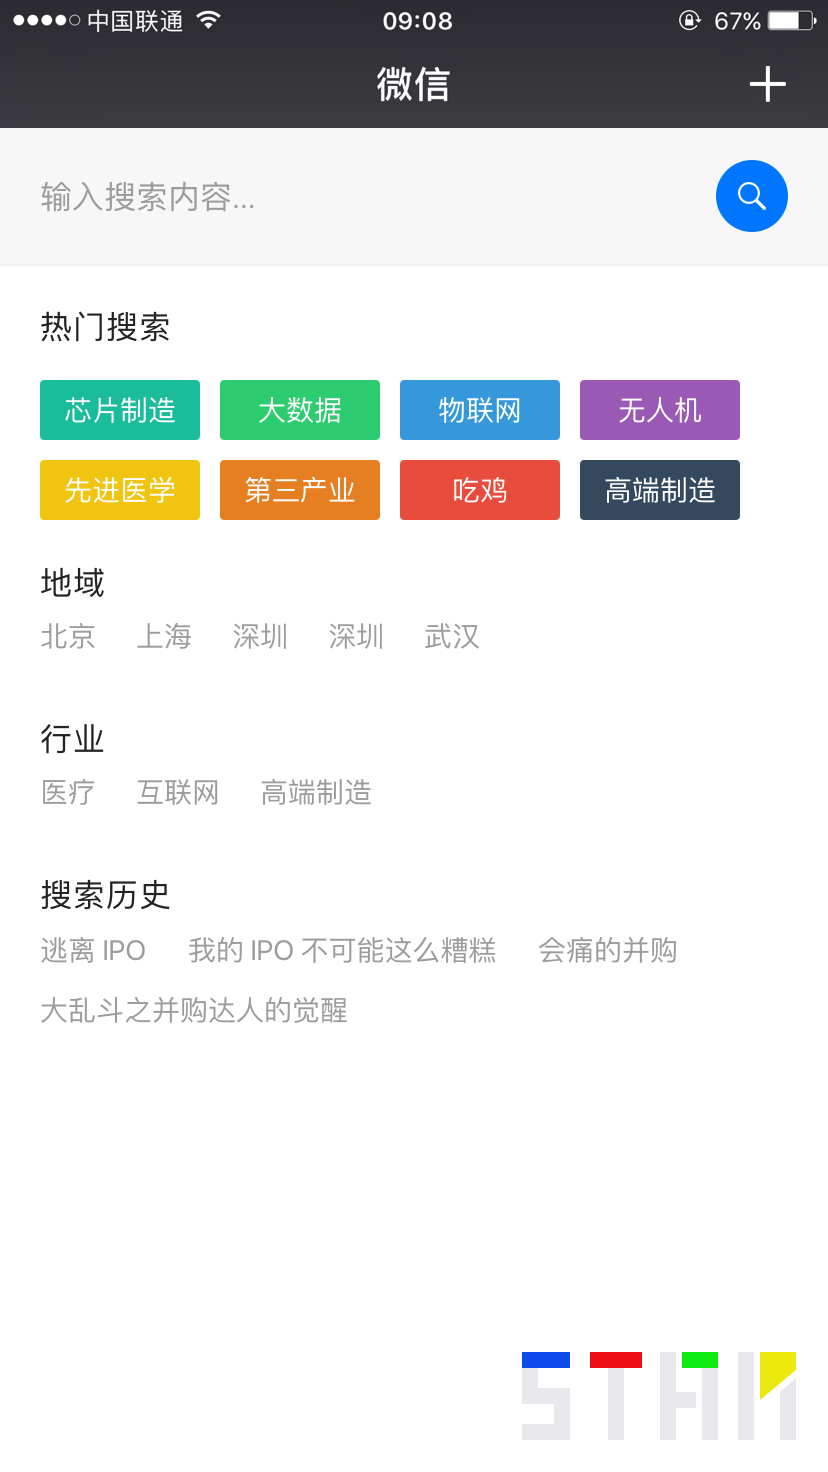 中国联通 09:08 67%
微信
输入搜索内容...
热门搜索
芯片制造 大数据 物联网 无人机
先进医学 第三产业 吃鸡 高端制造
地域
北京 上海 深圳 深圳 武汉
行业
医疗 互联网 高端制造
搜索历史
逃离 IPO 我的 IPO 不可能这么糟糕 会痛的并购
大乱斗之并购达人的觉醒
STAN